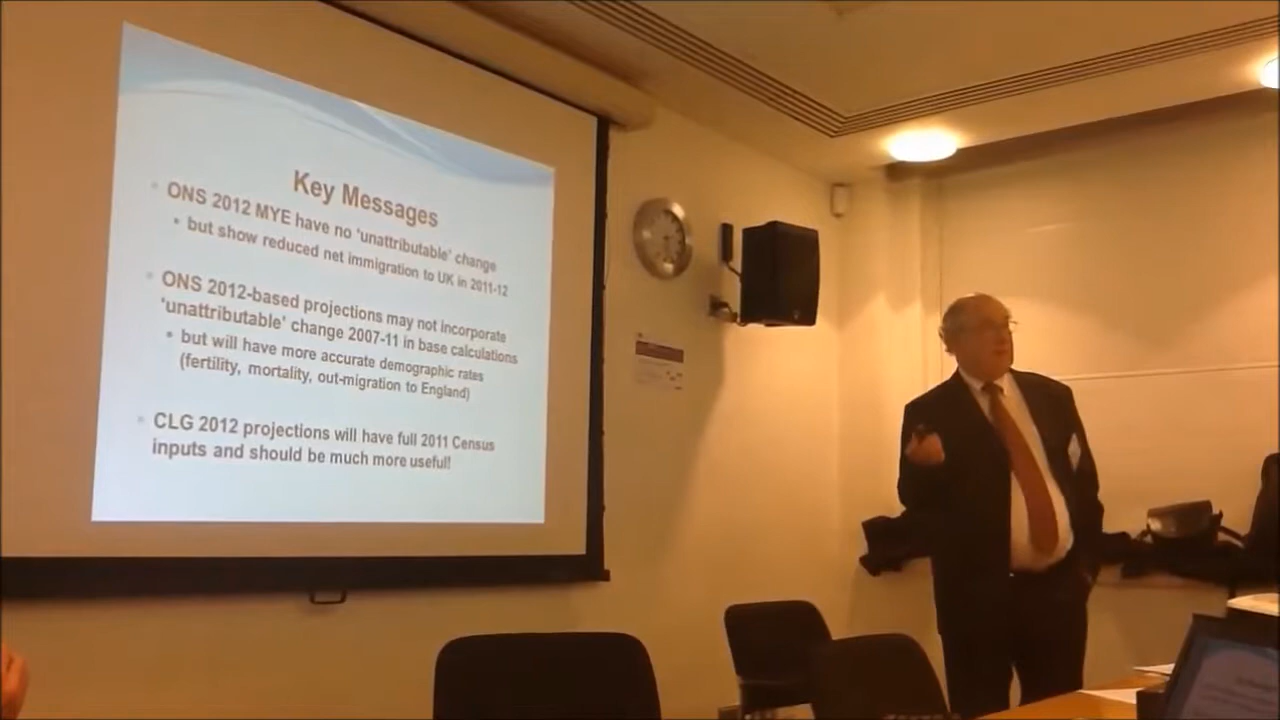 Key Messages
ONS 2012 MYE have no 'unattributable' change
but show reduced net immigration to UK in 2011-12
ONS 2012-based projections may not incorporate
'unattributable' change 2007-11 in base calculations
but will have more accurate demographic rates
(fertility, mortality, out-migration to England)
CLG 2012 projections will have full 2011 Census
inputs and should be much more useful!